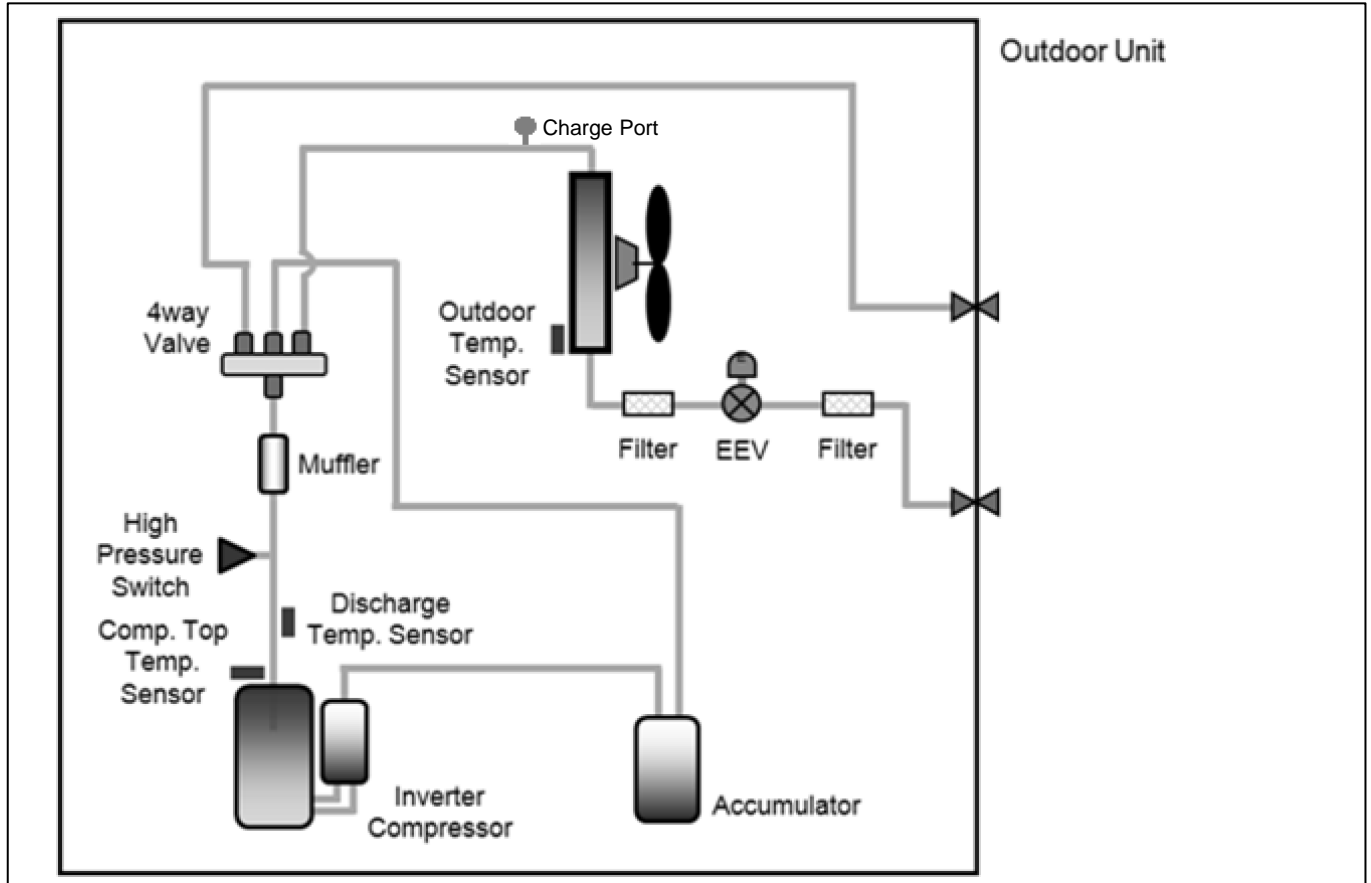 Outdoor Unit
Charge Port
4way
Valve
Outdoor
Temp.
Sensor
E
Filter
EEV
Filter
Muffler
High
Pressure
Switch
Discharge
Temp. Sensor
Comp. Top
Temp.
Sensor
Inverter
Compressor
Accumulator